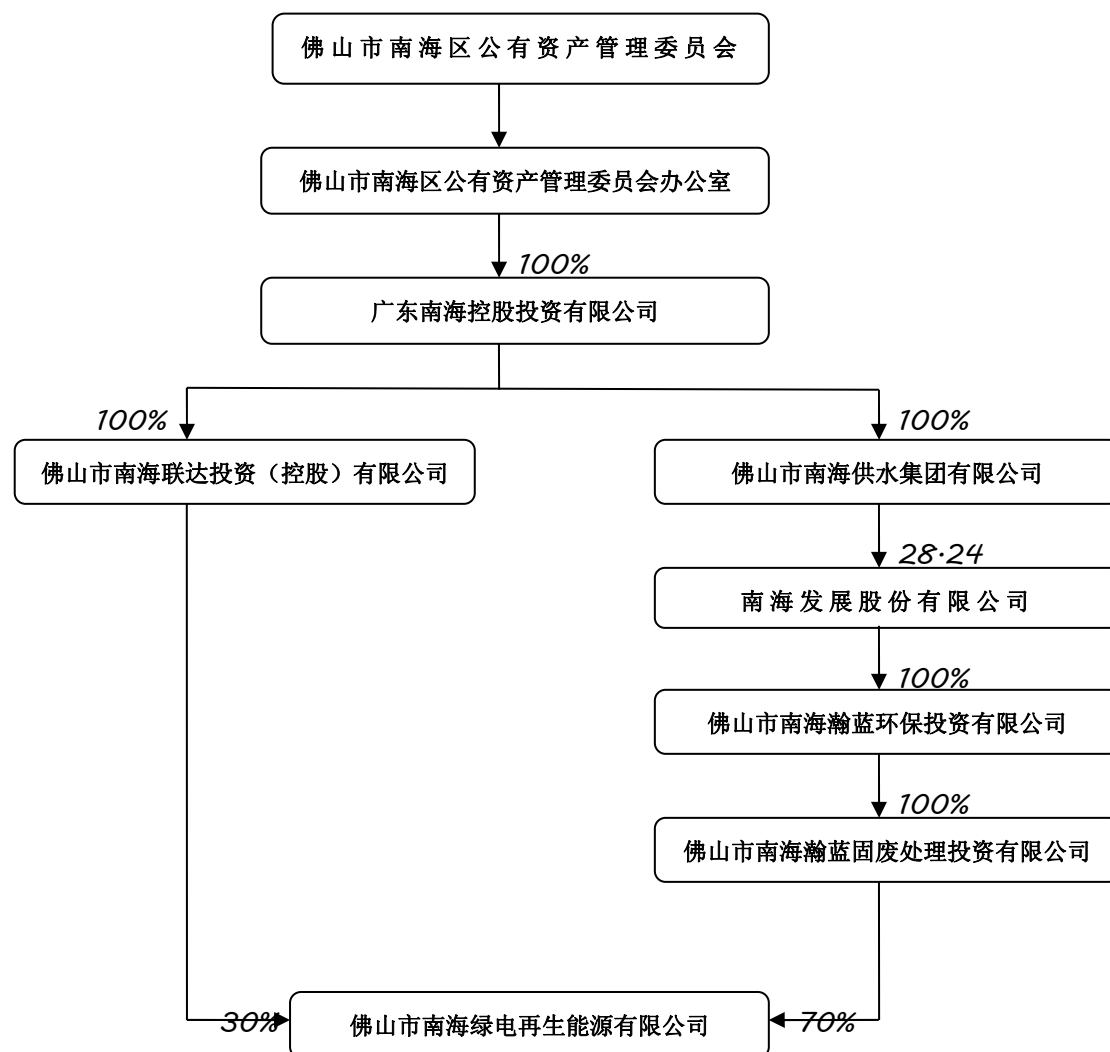 佛山市南海区公有资产管理委员会
佛山市南海区公有资产管理委员会办公室
100%
广东南海控股投资有限公司
100%
100%
佛山市南海联达投资（控股）有限公司
佛山市南海供水集团有限公司
28.24
南海发展股份有限公司
100%
佛山市南海瀚蓝环保投资有限公司
100%
佛山市南海瀚蓝固废处理投资有限公司
30%
佛山市南海绿电再生能源有限公司
70%